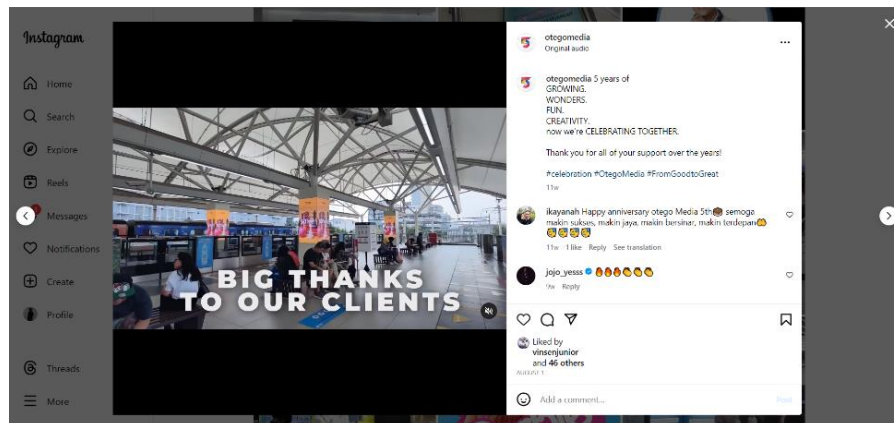 Instagram
Home
Search
Explore
Reels
Messages
Notifications
Create
Profile
Threads
More
BIG THANKS
TO OUR CLIENTS
otegomedia
Original audio
otegomedia 5 years of
GROWING.
WONDERS.
FUN.
CREATIVITY.
now we're CELEBRATING TOGETHER.
Thank you for all of your support over the years!
#celebration #OtegoMedia #FromGoodtoGreat
11w
ikayanah Happy anniversary otego Media 5th🤎 semoga
makin sukses, makin jaya, makin bersinar, makin terdepan🤲
🥳🥳🥳🥳
11w 1 like Reply See translation
jojo_yesss 🔥🔥🔥👏👏👏
9w Reply
Liked by
vinsenjunior
and 46 others
AUGUST 1
Add a comment...
Post